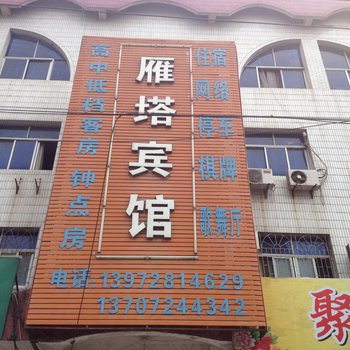 雁塔宾馆
高中低档客房 钟点房
住宿
网络
停车
棋牌
歌舞厅
电话:13972814629
13707244342
聚